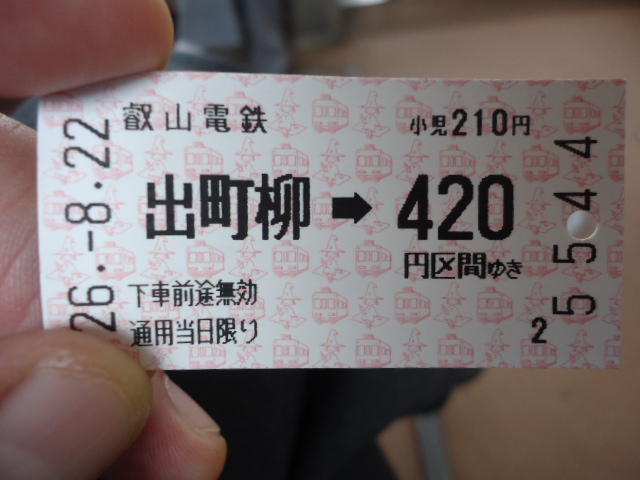 叡山電鉄
小児210円
出町柳➡420
円区間ゆき
下車前途無効
通用当日限り
2
26.-8.22
5544